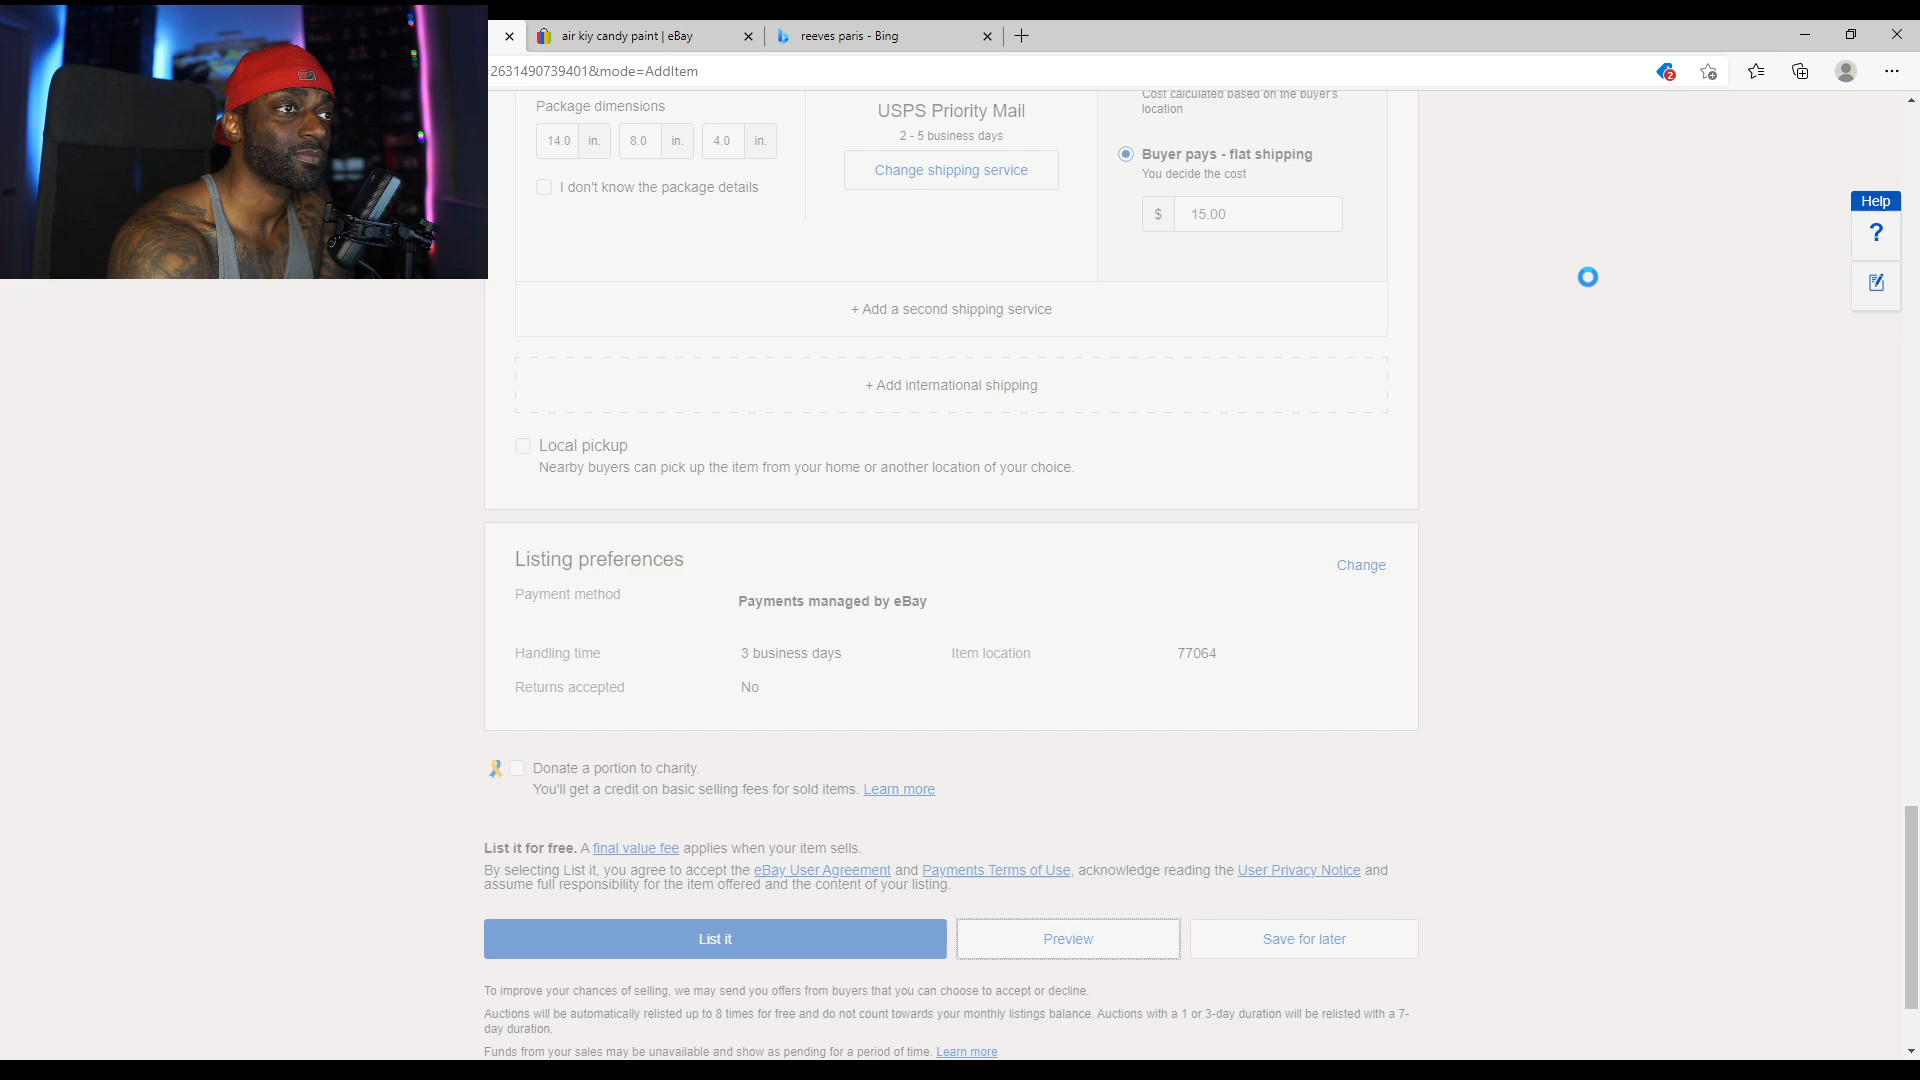 air kiy candy paint | eBay
reeves paris - Bing
2631490739401&mode=AddItem
2
Package dimensions
14.0 in. 8.0 in. 4.0 in.
I don't know the package details
USPS Priority Mail
2 - 5 business days
Change shipping service
Cost calculated based on the buyer's
location
Buyer pays - flat shipping
You decide the cost
$ 15.00
Help
?
+ Add a second shipping service
+ Add international shipping
Local pickup
Nearby buyers can pick up the item from your home or another location of your choice.
Listing preferences
Change
Payment method Payments managed by eBay
Handling time 3 business days Item location 77064
Returns accepted No
Donate a portion to charity.
You'll get a credit on basic selling fees for sold items. Learn more
List it for free. A final value fee applies when your item sells.
By selecting List it, you agree to accept the eBay User Agreement and Payments Terms of Use, acknowledge reading the User Privacy Notice and
assume full responsibility for the item offered and the content of your listing.
List it Preview Save for later
To improve your chances of selling, we may send you offers from buyers that you can choose to accept or decline.
Auctions will be automatically relisted up to 8 times for free and do not count towards your monthly listings balance. Auctions with a 1 or 3-day duration will be relisted with a 7-
day duration.
Funds from your sales may be unavailable and show as pending for a period of time. Learn more